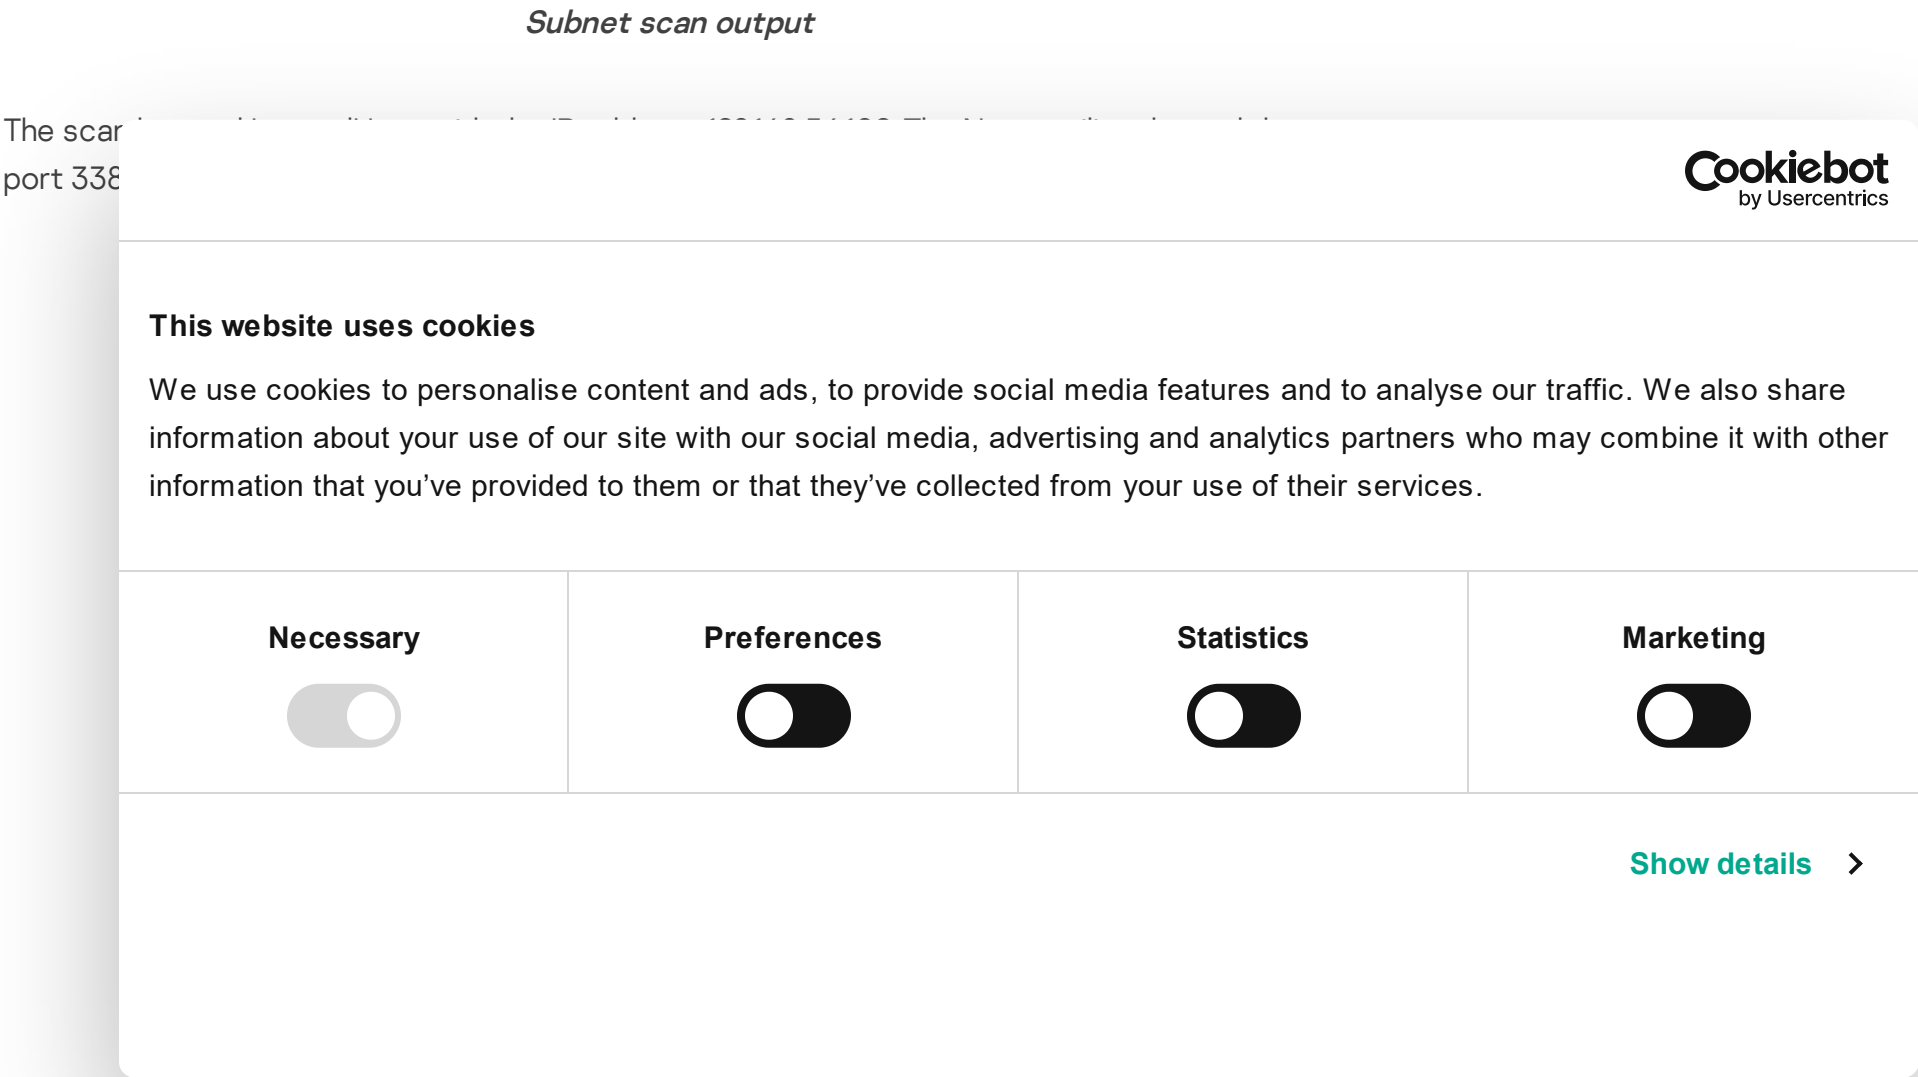 Subnet scan output
The scan
port 338
Cookiebot
by Usercentrics
This website uses cookies
We use cookies to personalise content and ads, to provide social media features and to analyse our traffic. We also share
information about your use of our site with our social media, advertising and analytics partners who may combine it with other
information that you’ve provided to them or that they’ve collected from your use of their services.
Necessary
Preferences
Statistics
Marketing
Show details